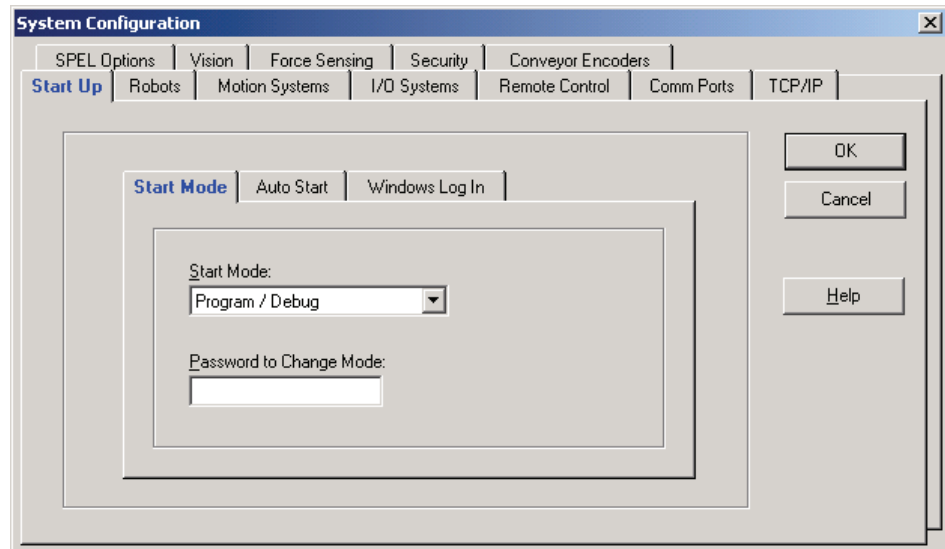 System Configuration
SPEL Options Vision Force Sensing Security Conveyor Encoders
Start Up Robots Motion Systems I/O Systems Remote Control Comm Ports TCP/IP
OK
Start Mode Auto Start Windows Log In
Cancel
Start Mode:
Program / Debug
Help
Password to Change Mode: